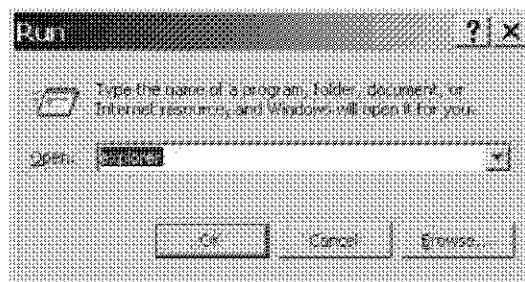 Run
Type the name of a program, folder, document, or
Internet resource, and Windows will open it for you.
Open: explorer
OK Cancel Browse...